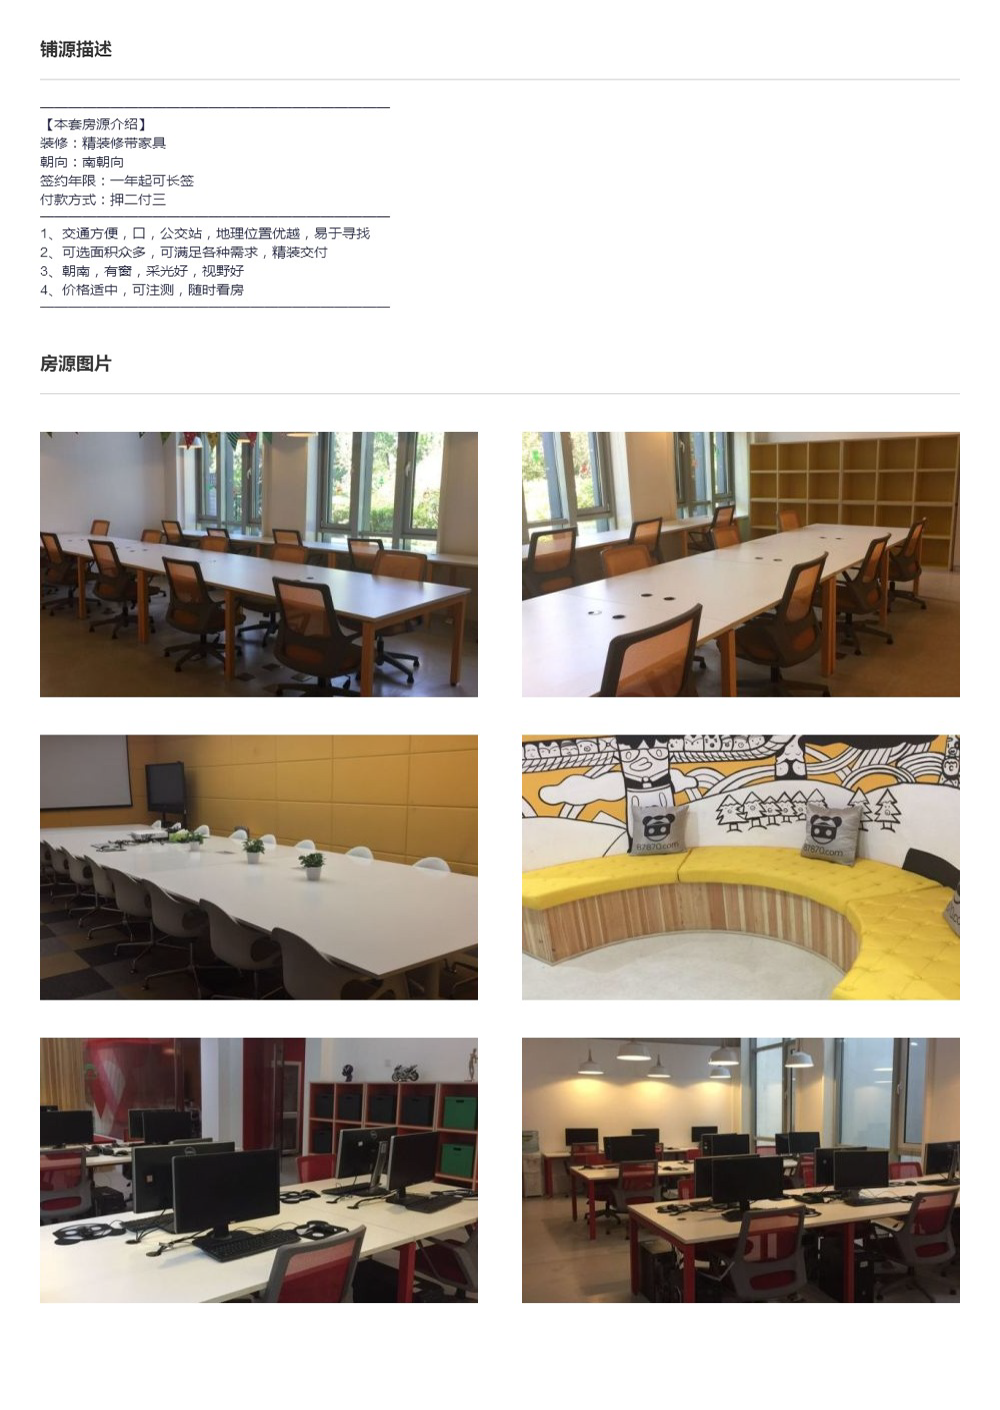 铺源描述
【本套房源介绍】
装修：精装修带家具
朝向：南朝向
签约年限：一年起可长签
付款方式：押二付三
1、交通方便，口，公交站，地理位置优越，易于寻找
2、可选面积众多，可满足各种需求，精装交付
3、朝南，有窗，采光好，视野好
4、价格适中，可注测，随时看房
房源图片
87870.com
87870.com